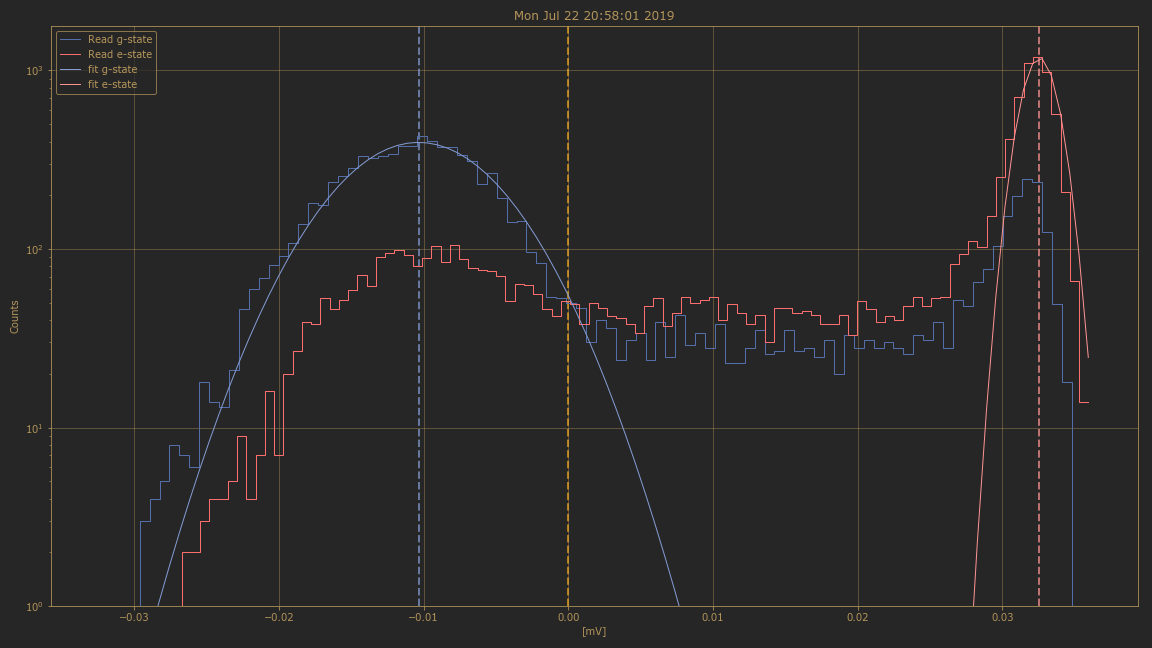 Mon Jul 22 20:58:01 2019
Read g-state
Read e-state
fit g-state
fit e-state
10³
10²
10¹
10⁰
Counts
−0.03 −0.02 −0.01 0.00 0.01 0.02 0.03
[mV]